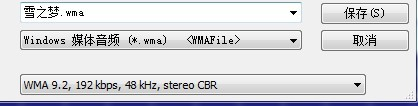 雪之梦.wma 保存(S)
Windows 媒体音频 (*.wma) <WMAFile> 取消
WMA 9.2, 192 kbps, 48 kHz, stereo CBR